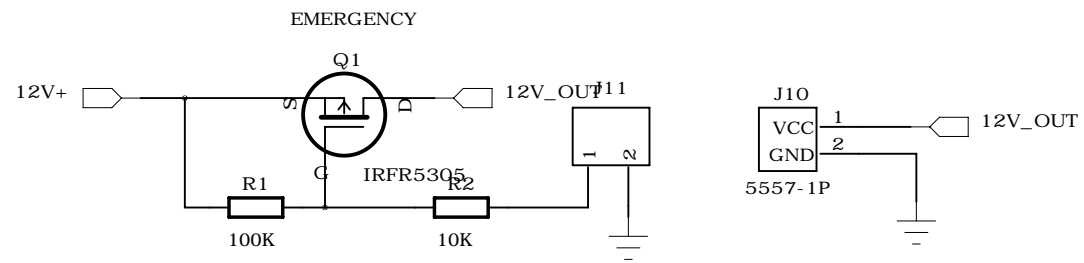 EMERGENCY
Q1
12V+
S
D
12V_OUT
J11
1
2
G
IRFR5305
R1
100K
R2
10K
J10
VCC
1
GND
2
5557-1P
12V_OUT